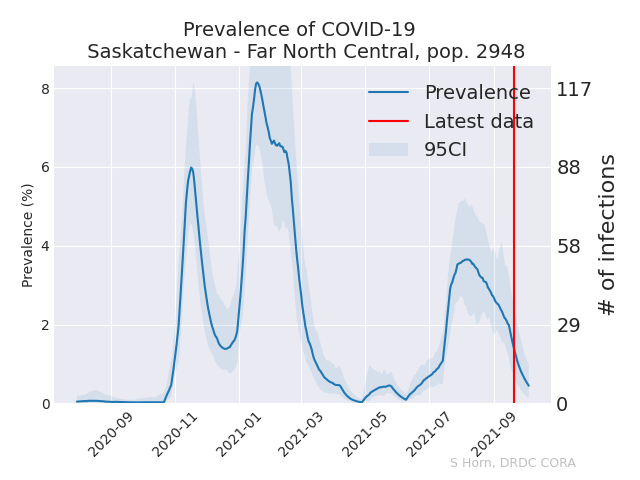 Prevalence of COVID-19
Saskatchewan - Far North Central, pop. 2948
Prevalence
Latest data
95CI
Prevalence (%)
8
6
4
2
0
117
88
58
29
0
# of infections
2020-09
2020-11
2021-01
2021-03
2021-05
2021-07
2021-09
S Horn, DRDC CORA